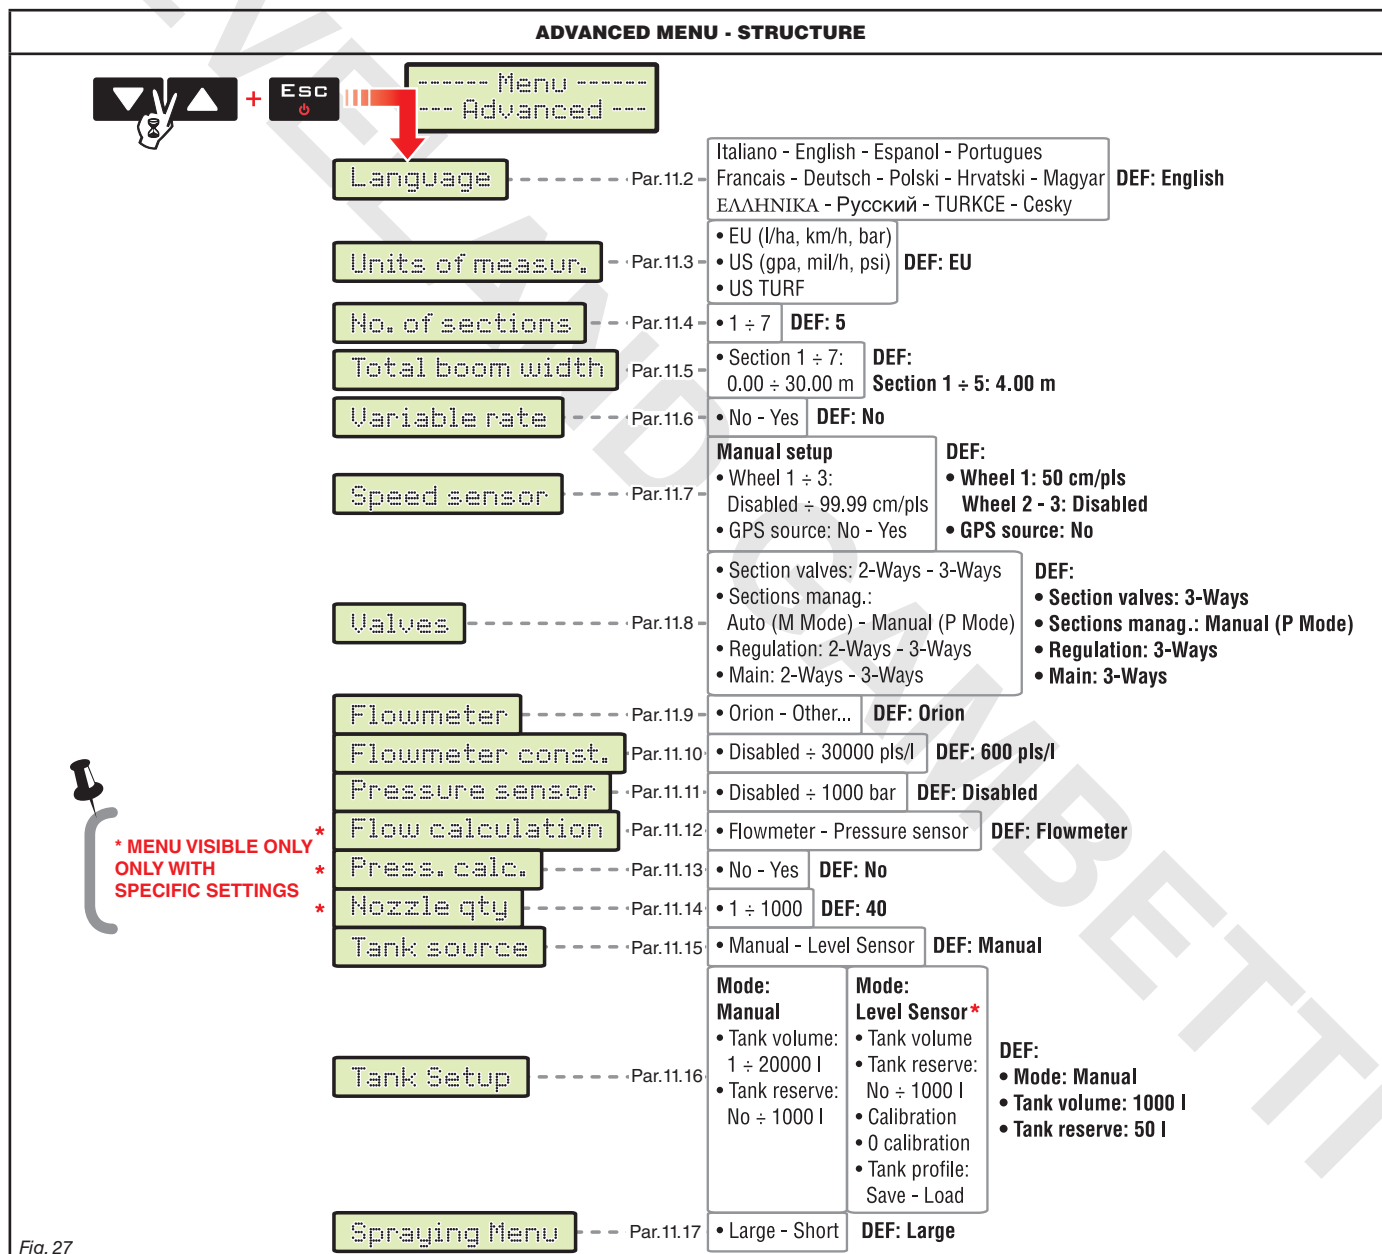 ADVANCED MENU - STRUCTURE
+ Esc
------ Menu ------
--- Advanced ---
Language
Par.11.2
Italiano - English - Espanol - Portugues
Francais - Deutsch - Polski - Hrvatski - Magyar
ΕΛΛΗΝΙΚΑ - Русский - TURKCE - Cesky
DEF: English
Units of measur.
Par.11.3
• EU (l/ha, km/h, bar)
• US (gpa, mil/h, psi)
• US TURF
DEF: EU
No. of sections
Par.11.4
• 1 ÷ 7
DEF: 5
Total boom width
Par.11.5
• Section 1 ÷ 7:
0.00 ÷ 30.00 m
DEF:
Section 1 ÷ 5: 4.00 m
Variable rate
Par.11.6
• No - Yes
DEF: No
Speed sensor
Par.11.7
Manual setup
• Wheel 1 ÷ 3:
Disabled ÷ 99.99 cm/pls
• GPS source: No - Yes
DEF:
• Wheel 1: 50 cm/pls
Wheel 2 - 3: Disabled
• GPS source: No
Valves
Par.11.8
• Section valves: 2-Ways - 3-Ways
• Sections manag.:
Auto (M Mode) - Manual (P Mode)
• Regulation: 2-Ways - 3-Ways
• Main: 2-Ways - 3-Ways
DEF:
• Section valves: 3-Ways
• Sections manag.: Manual (P Mode)
• Regulation: 3-Ways
• Main: 3-Ways
Flowmeter
Par.11.9
• Orion - Other...
DEF: Orion
Flowmeter const.
Par.11.10
• Disabled ÷ 30000 pls/l
DEF: 600 pls/l
Pressure sensor
Par.11.11
• Disabled ÷ 1000 bar
DEF: Disabled
* MENU VISIBLE ONLY
ONLY WITH
SPECIFIC SETTINGS
* Flow calculation
Par.11.12
• Flowmeter - Pressure sensor
DEF: Flowmeter
* Press. calc.
Par.11.13
• No - Yes
DEF: No
* Nozzle qty
Par.11.14
• 1 ÷ 1000
DEF: 40
Tank source
Par.11.15
• Manual - Level Sensor
DEF: Manual
Tank Setup
Par.11.16
Mode:
Manual
• Tank volume:
1 ÷ 20000 l
• Tank reserve:
No ÷ 1000 l
Mode:
Level Sensor*
• Tank volume
• Tank reserve:
No ÷ 1000 l
• Calibration
• 0 calibration
• Tank profile:
Save - Load
DEF:
• Mode: Manual
• Tank volume: 1000 l
• Tank reserve: 50 l
Spraying Menu
Par.11.17
• Large - Short
DEF: Large
Fig. 27
VELAND GAMBETTI